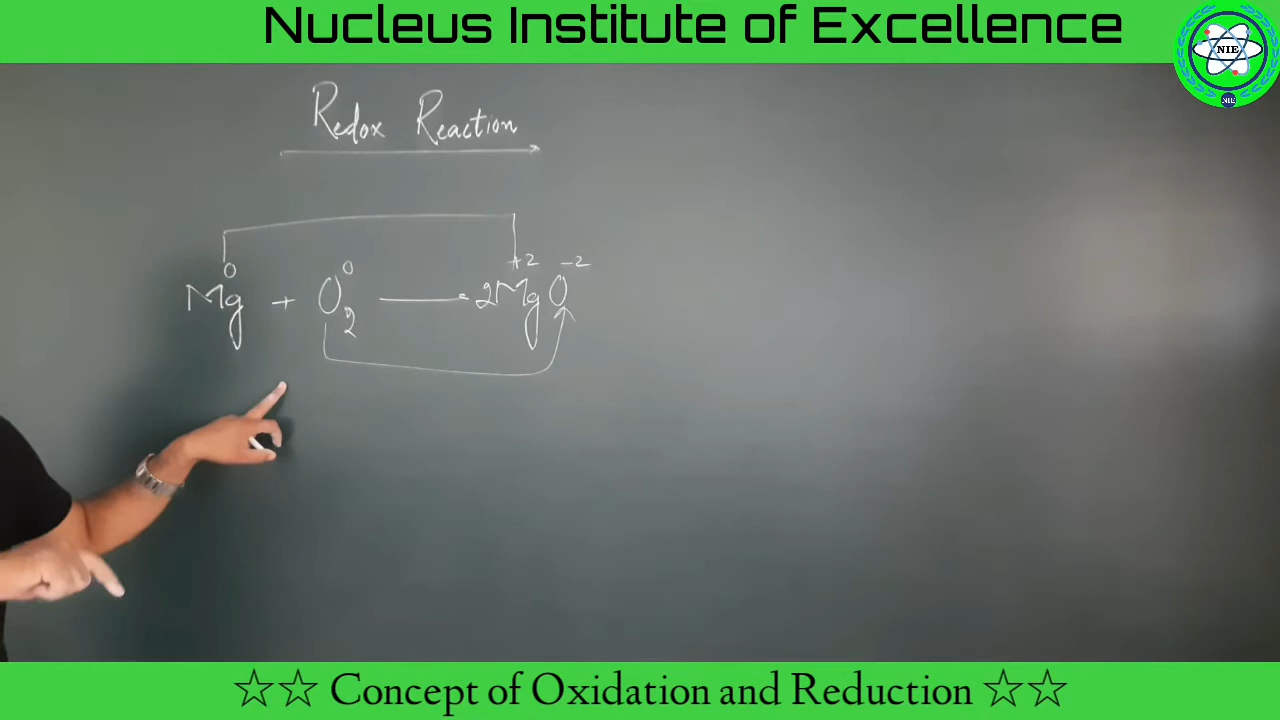 Nucleus Institute of Excellence
NIE
NIE
Redox Reaction
0 0 +2 -2
Mg + O2 → 2MgO
☆☆ Concept of Oxidation and Reduction ☆☆